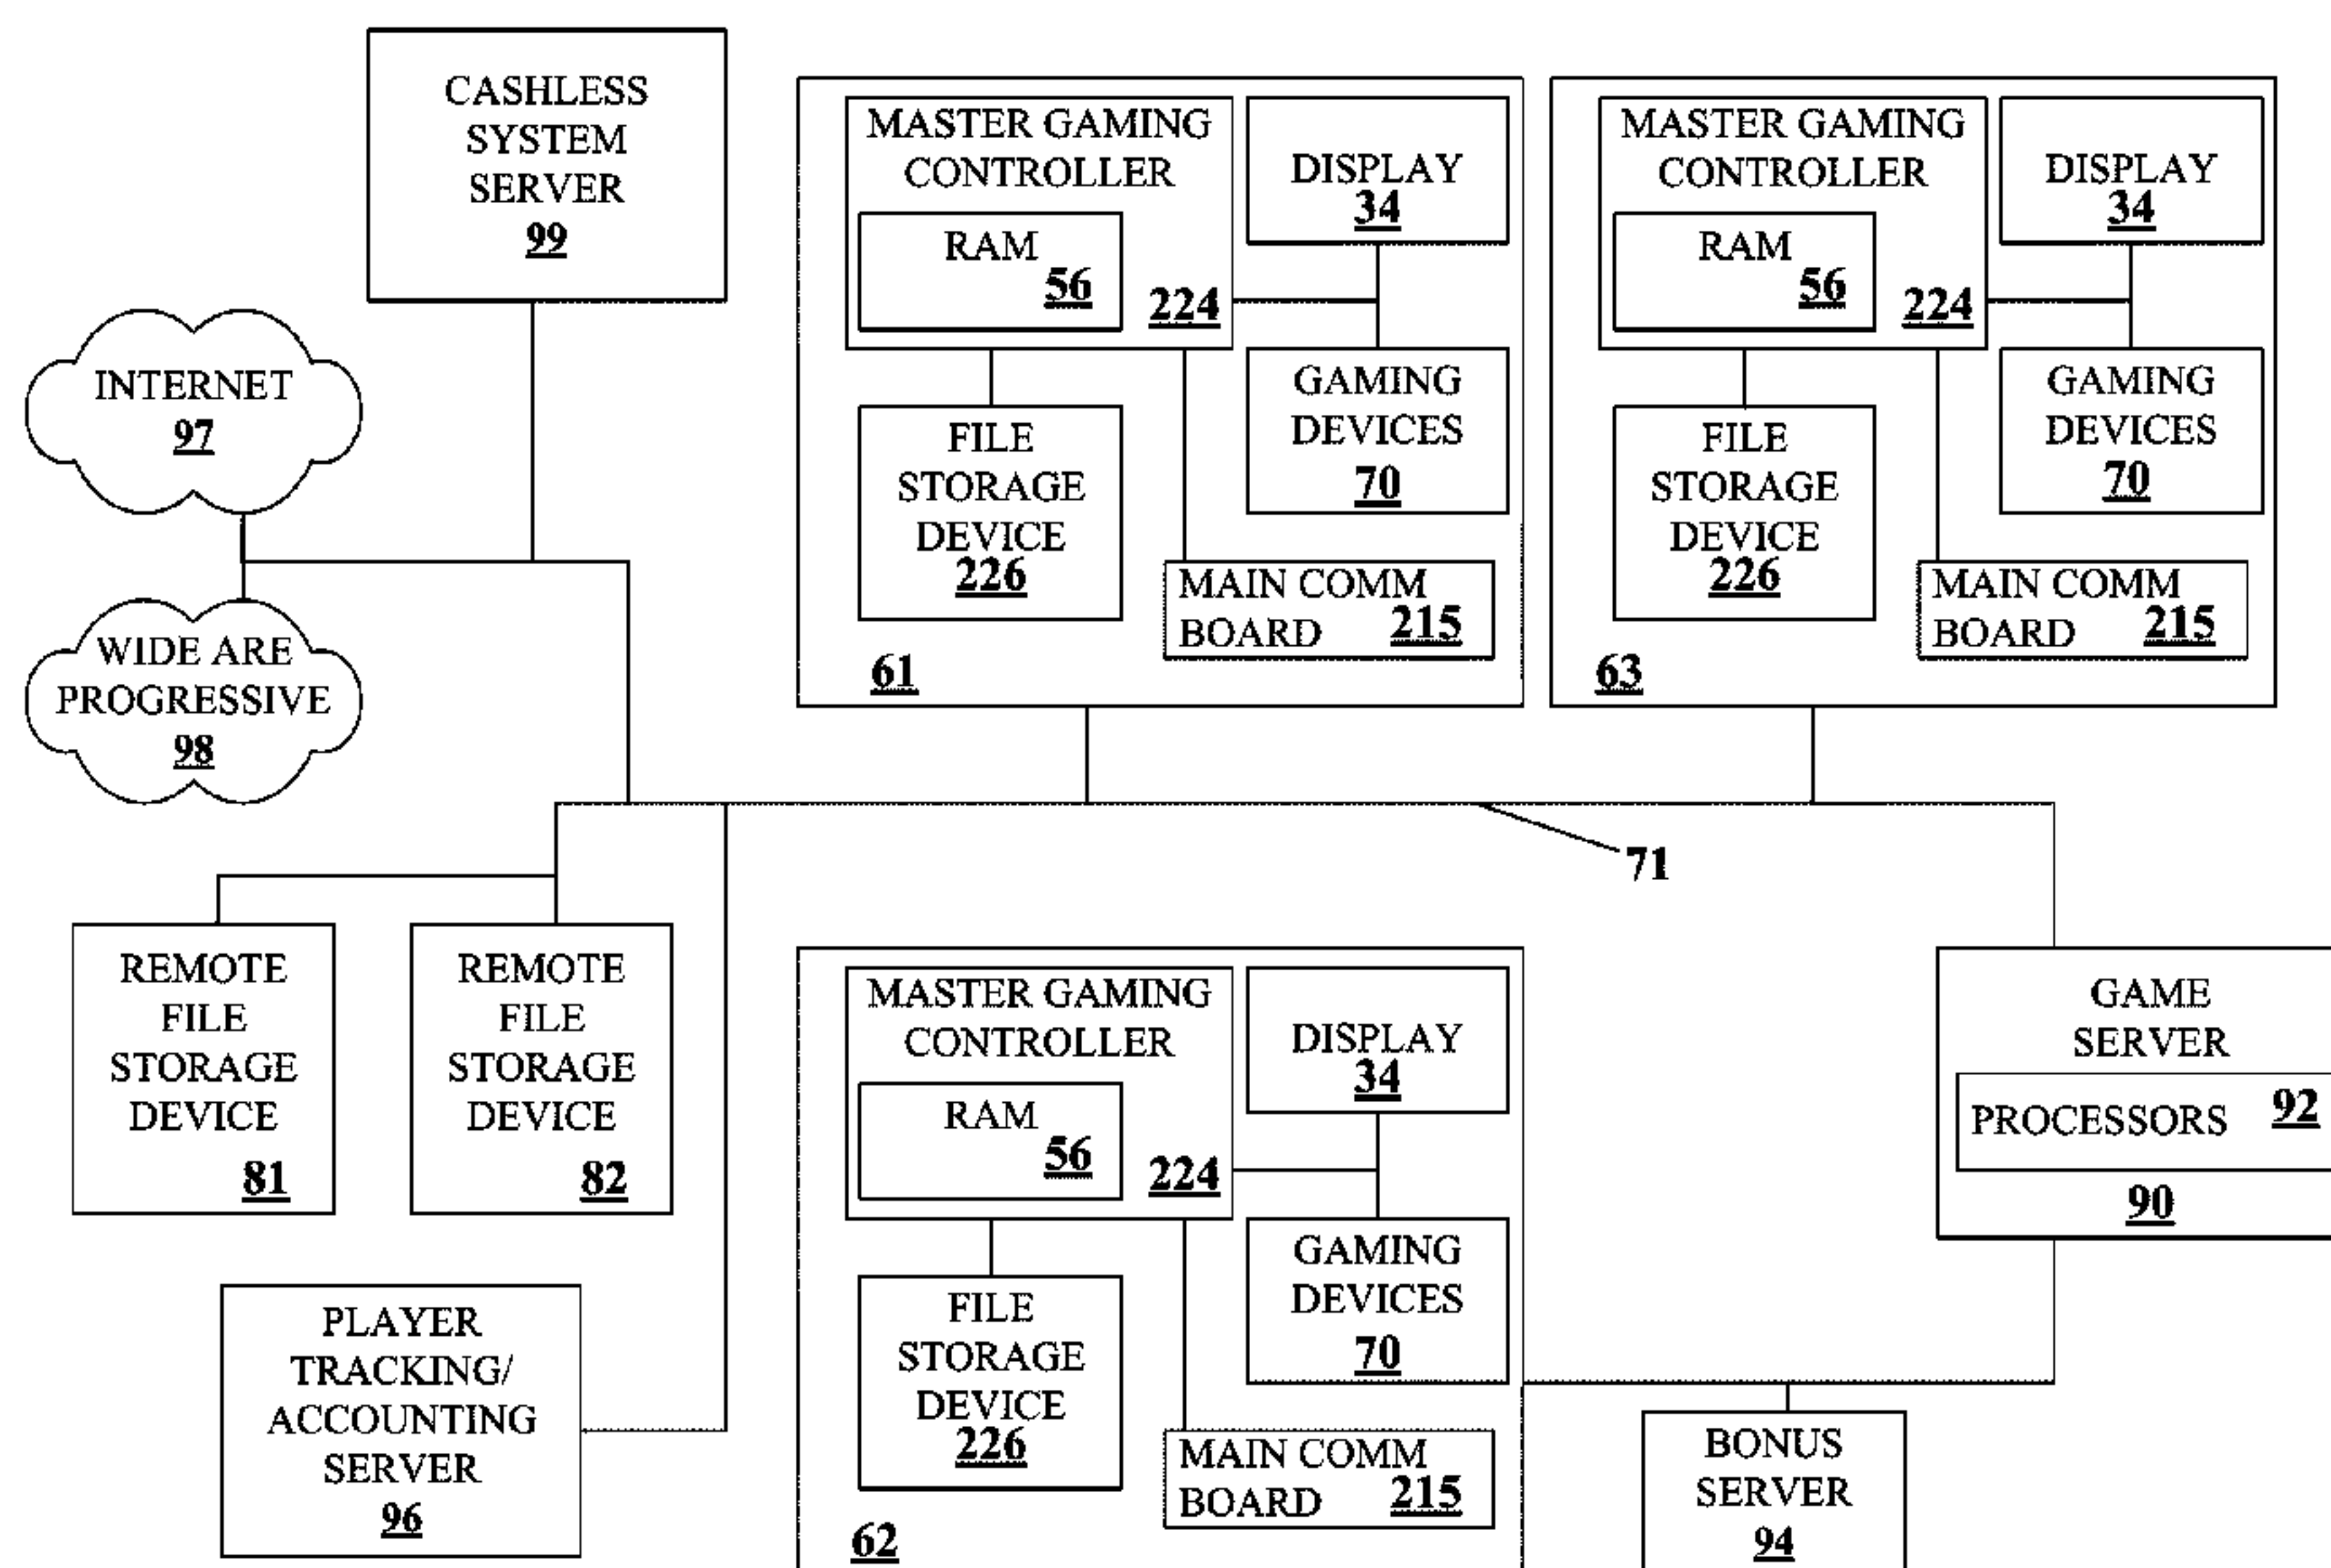 CASHLESS
SYSTEM
SERVER
99
INTERNET
97
WIDE ARE
PROGRESSIVE
98
MASTER GAMING
CONTROLLER
RAM
56
224
DISPLAY
34
FILE
STORAGE
DEVICE
226
GAMING
DEVICES
70
MAIN COMM
BOARD 215
61
MASTER GAMING
CONTROLLER
RAM
56
224
DISPLAY
34
FILE
STORAGE
DEVICE
226
GAMING
DEVICES
70
MAIN COMM
BOARD 215
63
71
REMOTE
FILE
STORAGE
DEVICE
81
REMOTE
FILE
STORAGE
DEVICE
82
PLAYER
TRACKING/
ACCOUNTING
SERVER
96
MASTER GAMING
CONTROLLER
RAM
56
224
DISPLAY
34
FILE
STORAGE
DEVICE
226
GAMING
DEVICES
70
MAIN COMM
BOARD 215
62
GAME
SERVER
PROCESSORS 92
90
BONUS
SERVER
94